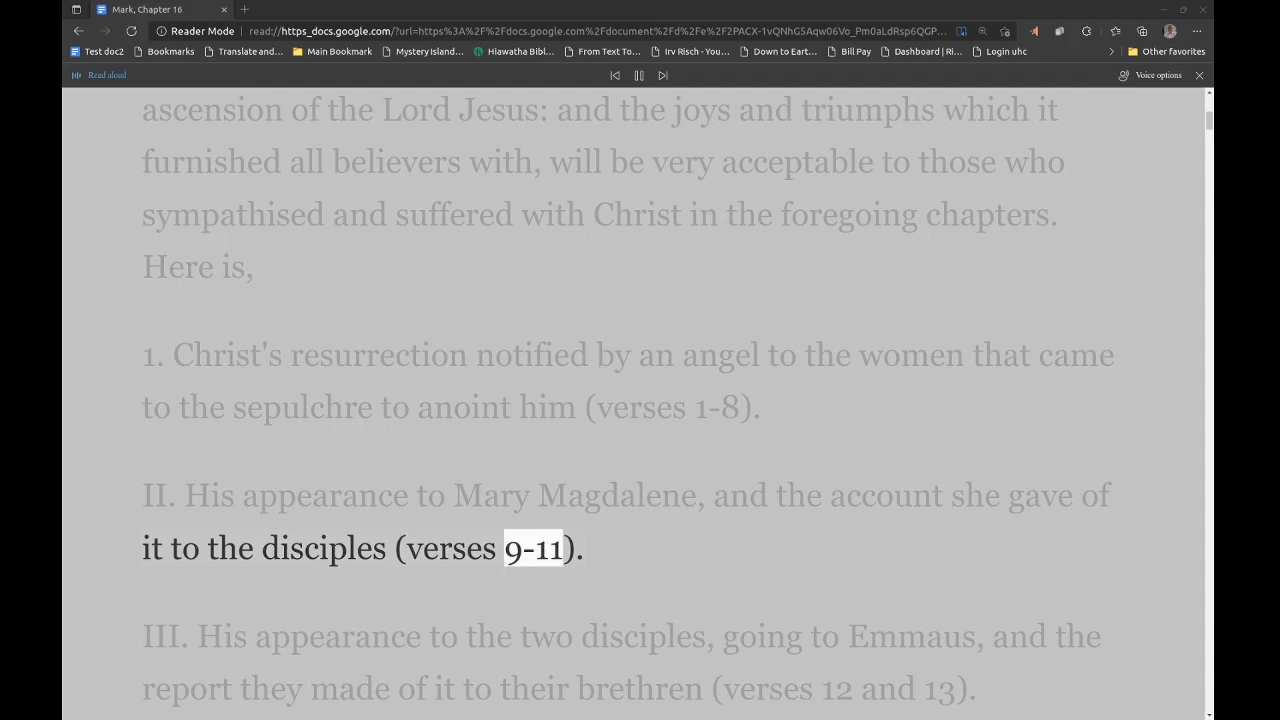 Mark, Chapter 16
Reader Mode
read://https_docs.google.com/?url=https%3A%2F%2Fdocs.google.com%2Fdocument%2Fd%2Fe%2F2PACX-1vQNhG5Aqw06Vo_Pm0aLdRsp6QGP...
Test doc2
Bookmarks
Translate and...
Main Bookmark
Mystery Island...
Hiawatha Bibl...
From Text To...
Irv Risch - You...
Down to Eart...
Bill Pay
Dashboard | Ri...
Login uhc
Other favorites
Read aloud
Voice options
ascension of the Lord Jesus: and the joys and triumphs which it
furnished all believers with, will be very acceptable to those who
sympathised and suffered with Christ in the foregoing chapters.
Here is,
1. Christ's resurrection notified by an angel to the women that came
to the sepulchre to anoint him (verses 1-8).
II. His appearance to Mary Magdalene, and the account she gave of
it to the disciples (verses 9-11).
III. His appearance to the two disciples, going to Emmaus, and the
report they made of it to their brethren (verses 12 and 13).